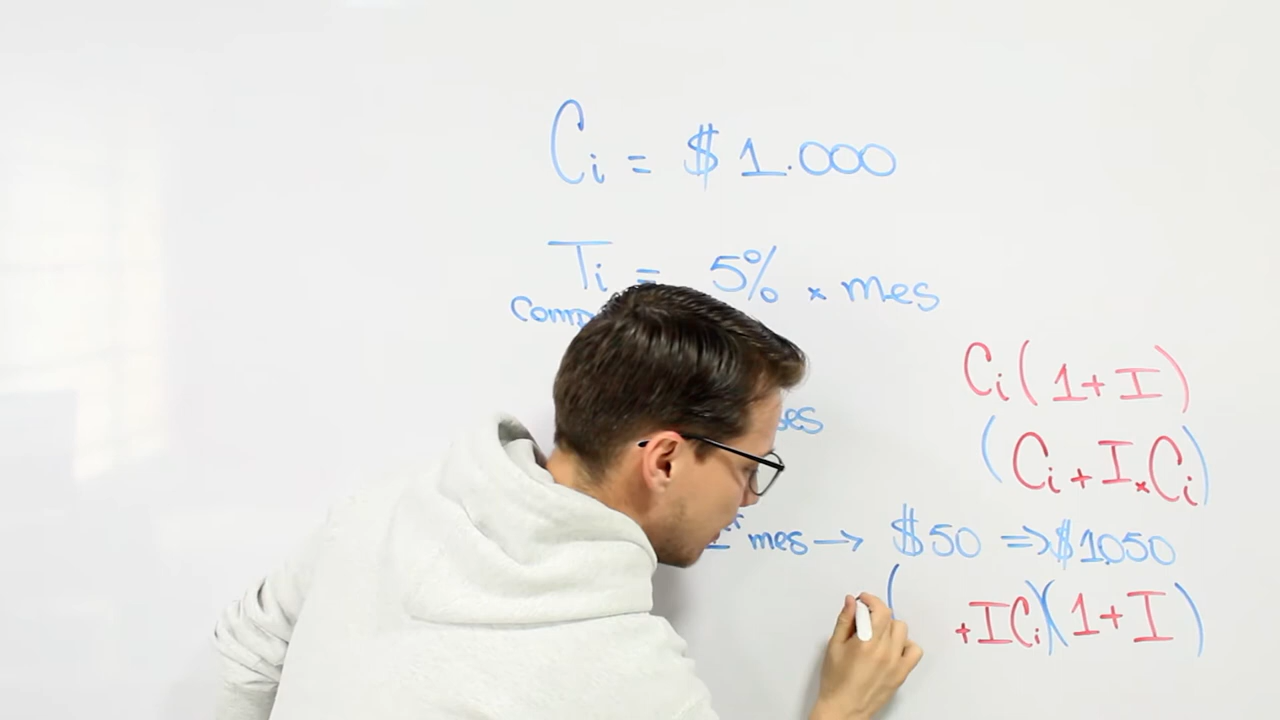 Ci = $ 1.000
Ti = 5% x mes
Ci ( 1 + I )
( Ci + I x Ci )
mes → $50 ⇒ $1050
( + I Ci ) ( 1 + I )